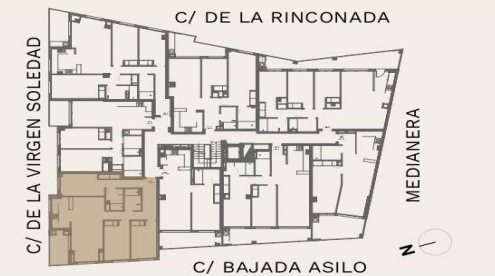 C/ DE LA RINCONADA
C/ DE LA VIRGEN SOLEDAD
MEDIANERA
N
C/ BAJADA ASILO